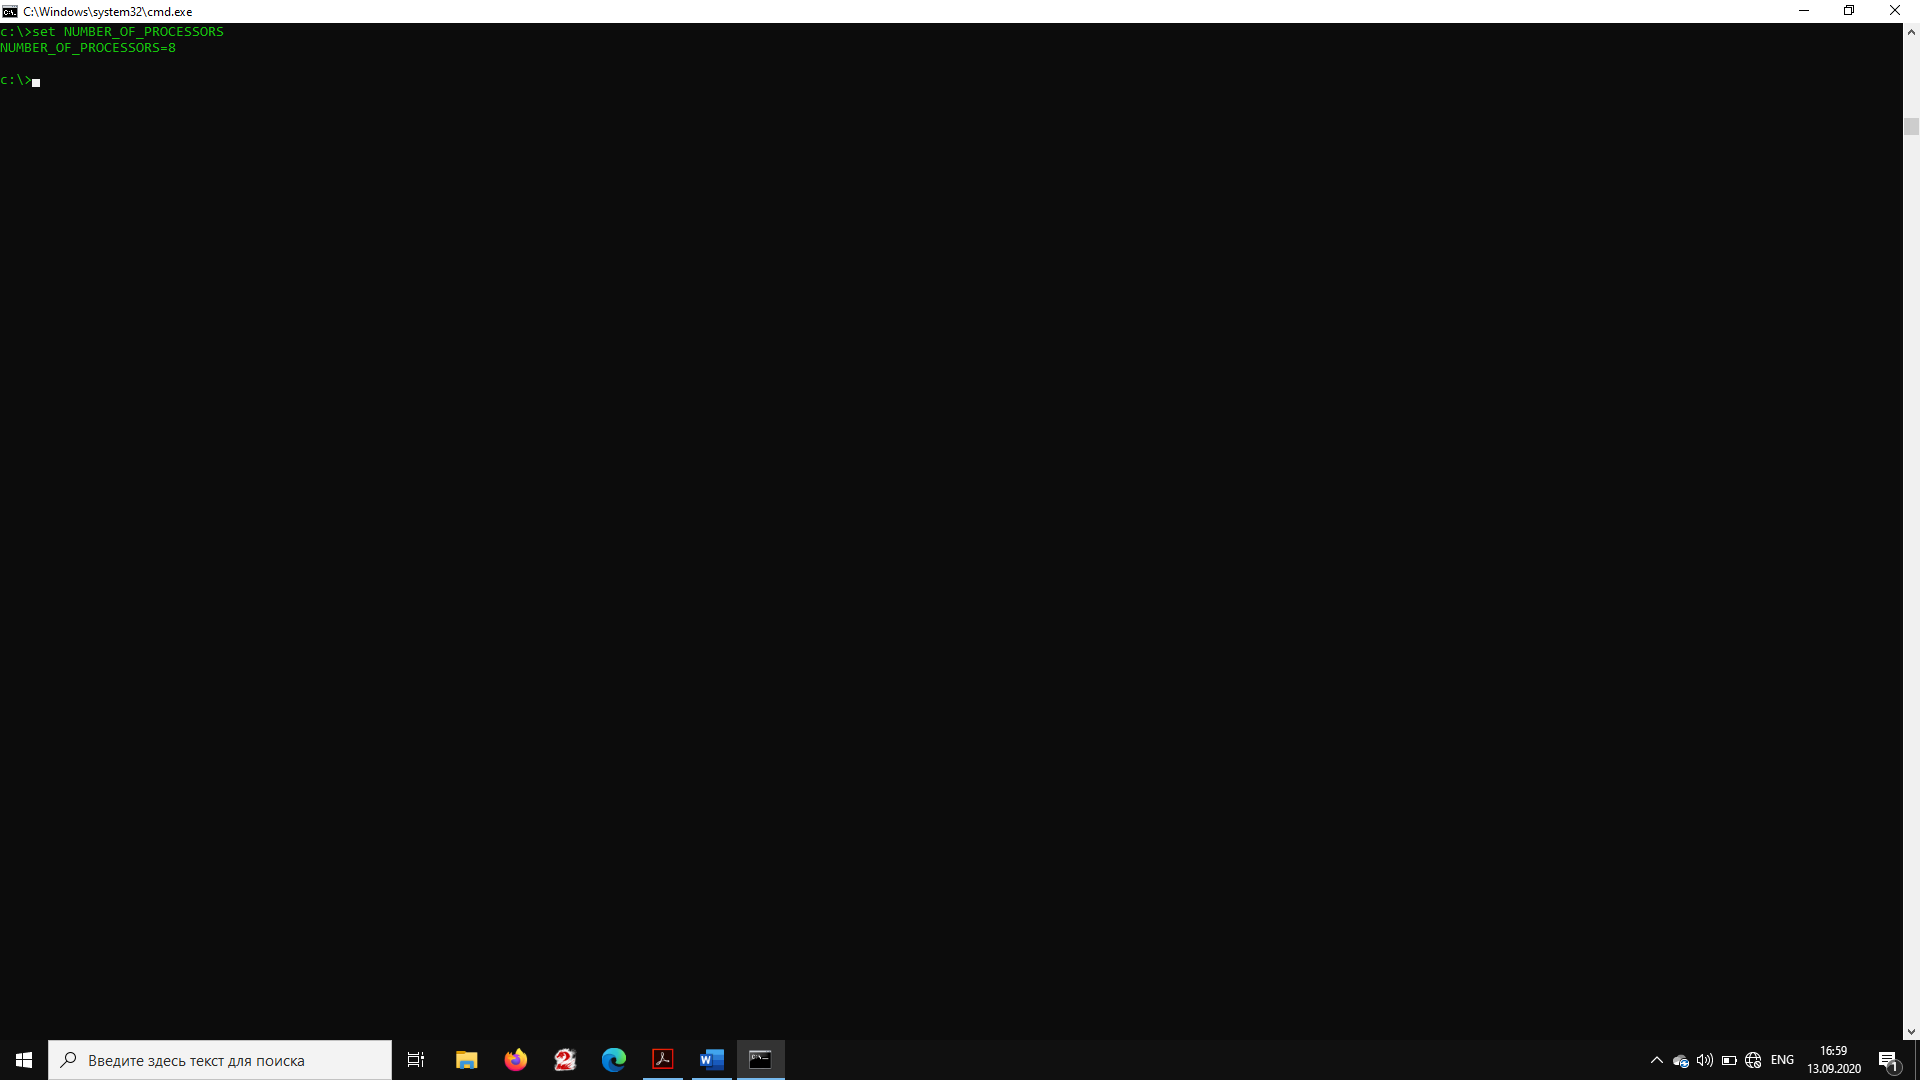 C:\Windows\system32\cmd.exe
c:\>set NUMBER_OF_PROCESSORS
NUMBER_OF_PROCESSORS=8
c:\>
Введите здесь текст для поиска
ENG
16:59
13.09.2020
1